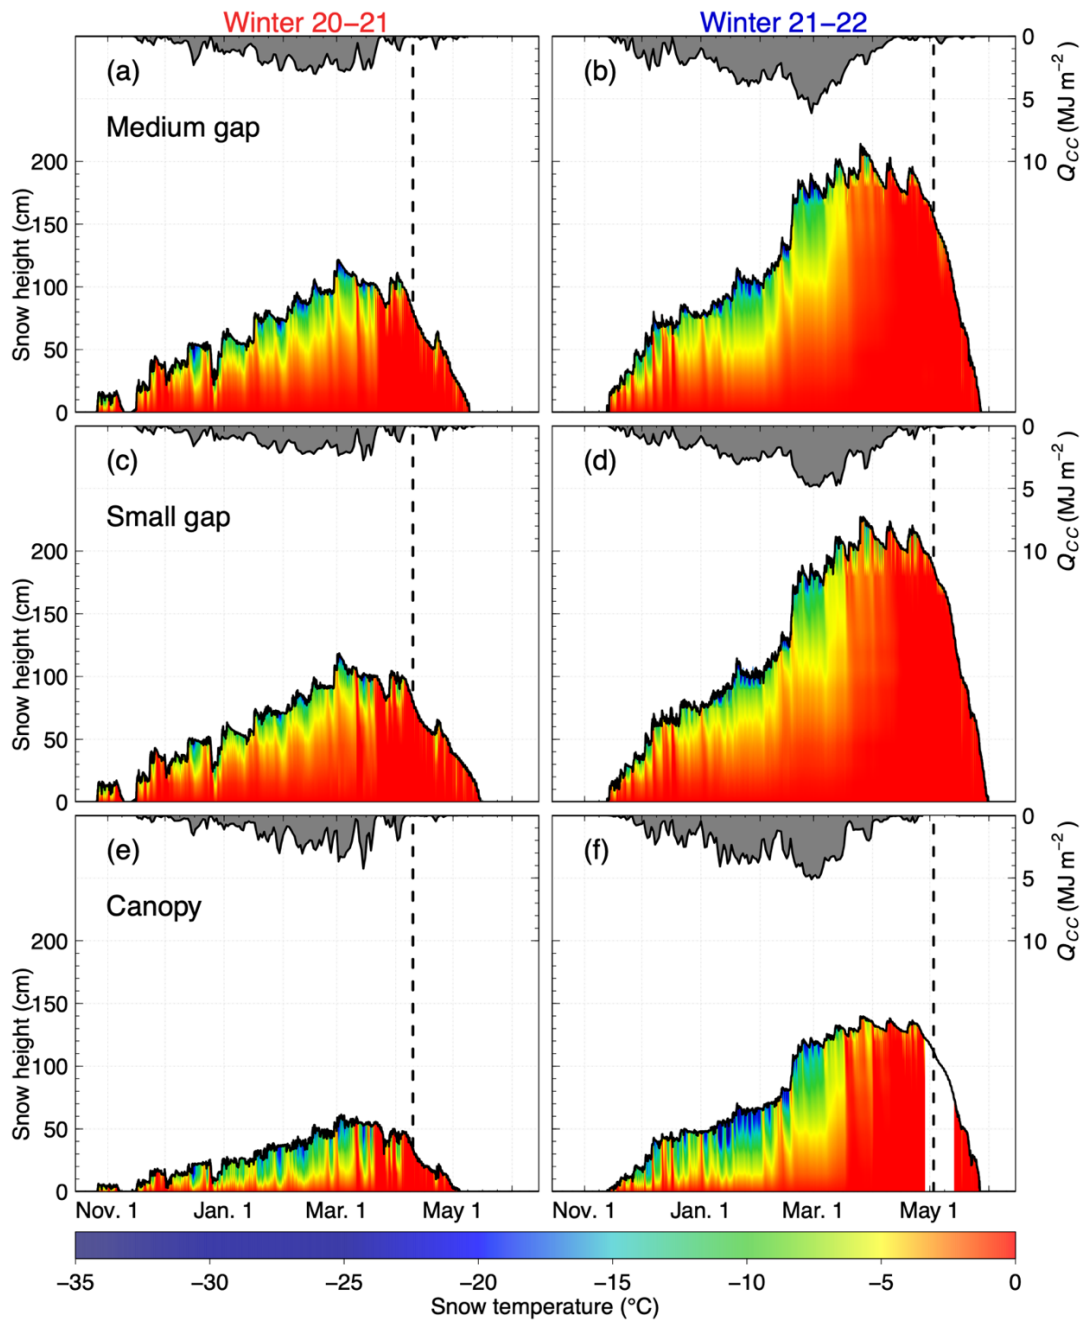 Winter 20–21 Winter 21–22
(a) (b) 0
5
Medium gap
200 10
150
100
50
0
Snow height (cm)
Q_CC (MJ m⁻²)
(c) (d) 0
5
Small gap
200 10
150
100
50
0
Snow height (cm)
Q_CC (MJ m⁻²)
(e) (f) 0
5
Canopy
200 10
150
100
50
0
Snow height (cm)
Q_CC (MJ m⁻²)
Nov. 1 Jan. 1 Mar. 1 May 1 Nov. 1 Jan. 1 Mar. 1 May 1
−35 −30 −25 −20 −15 −10 −5 0
Snow temperature (°C)